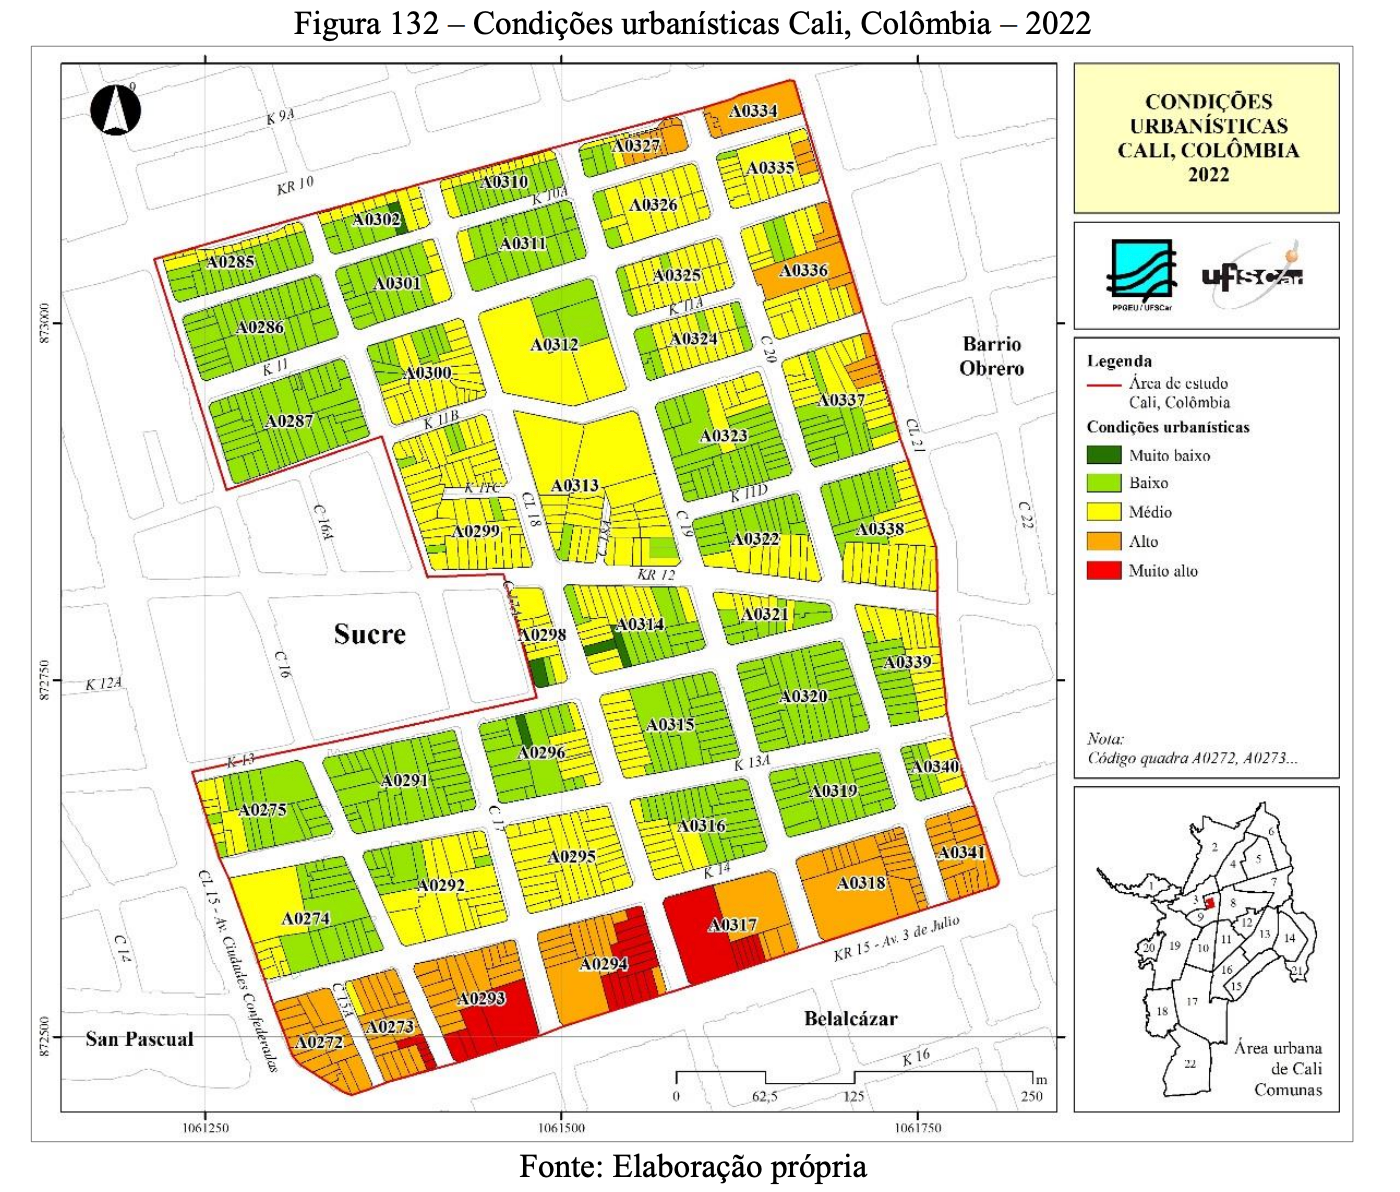 Figura 132 – Condições urbanísticas Cali, Colômbia – 2022
9
K 9A
KR 10
A0334
A0327
A0335
A0310
K 10A
A0302
A0326
A0311
A0285
A0301
A0325
A0336
A0286
K 11A
873000
A0312
A0324
C 20
Barrio
Obrero
K 11
A0300
A0287
K 11B
A0337
A0323
CL 21
K 11C
A0313
K 11D
C 16A
CL 18
C 19
C 22
A0299
A0322
A0338
KR 12
C 17A
Sucre
A0298
A0314
A0321
C 16
A0339
872750
K 12A
A0320
A0315
A0296
K 13
A0291
K 13A
A0340
A0275
A0319
C 17
A0316
A0295
A0341
K 14
A0292
A0318
CL 15 - Av. Ciudades Confederadas
A0274
A0317
KR 15 - Av. 3 de Julio
C 14
A0294
A0293
C 15A
A0273
A0272
872500
San Pascual
Belalcázar
K 16
m
0
62,5
125
250
1061250
1061500
1061750
CONDIÇÕES
URBANÍSTICAS
CALI, COLÔMBIA
2022
PPGEU / UFSCar
ufscar
Legenda
Área de estudo
Cali, Colômbia
Condições urbanísticas
Muito baixo
Baixo
Médio
Alto
Muito alto
Nota:
Código quadra A0272, A0273...
6
2
5
4
7
1
3
8
9
12
13
14
11
20
19
10
16
21
15
17
18
22
Área urbana
de Cali
Comunas
Fonte: Elaboração própria